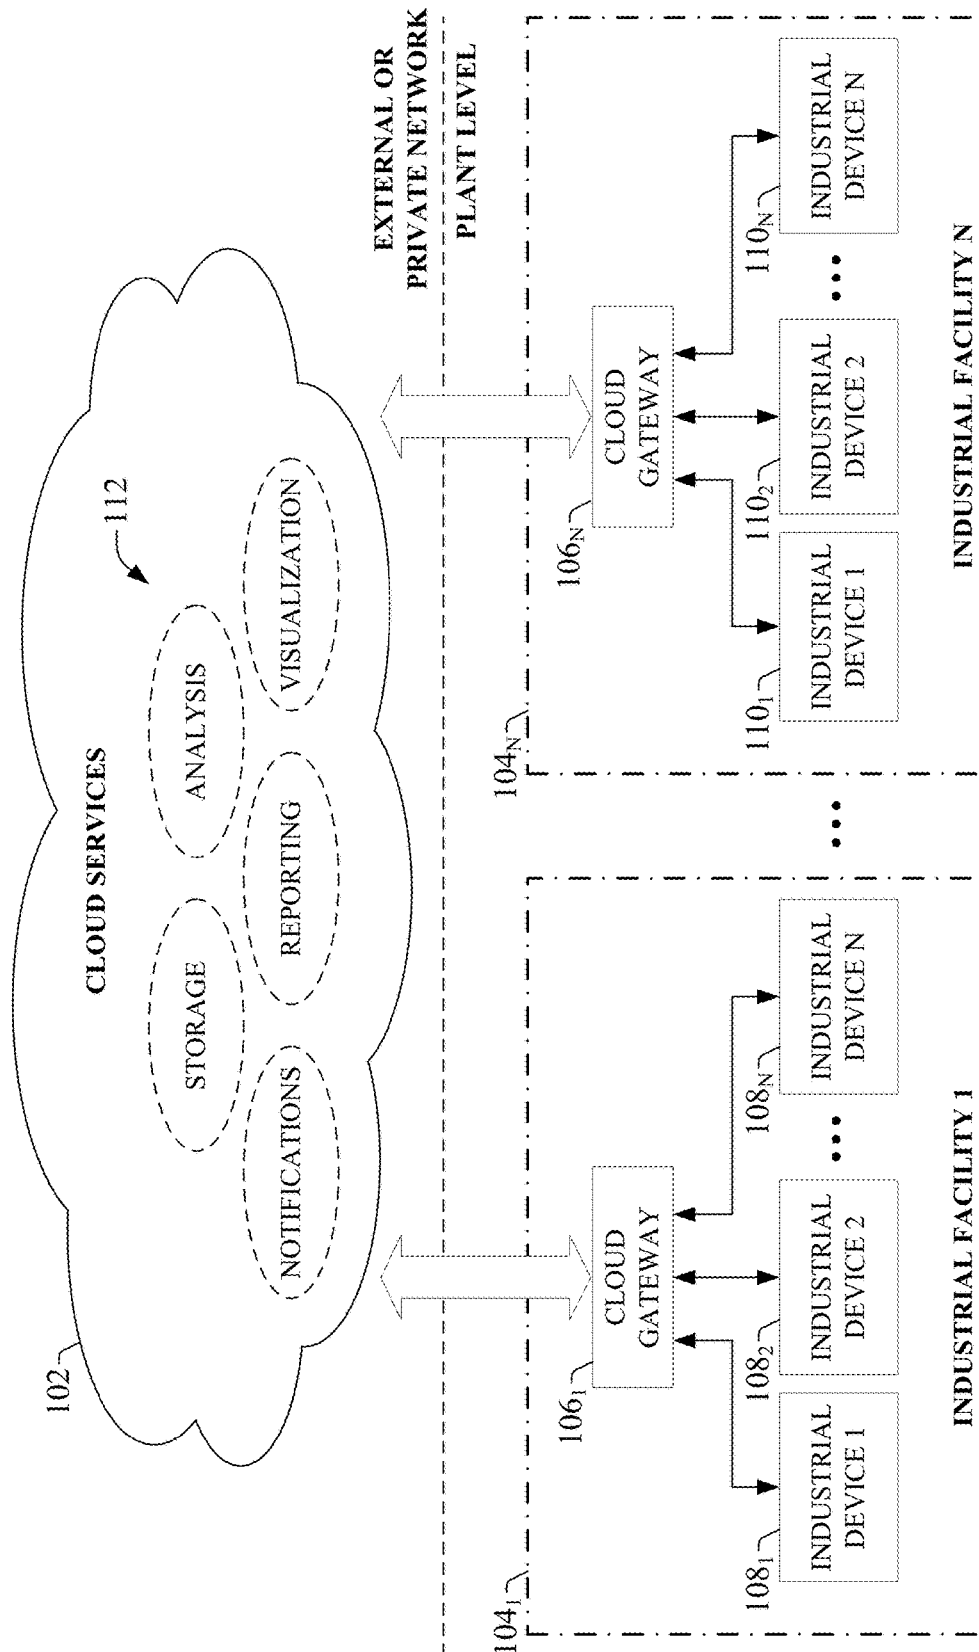 CLOUD SERVICES
102
112
STORAGE
ANALYSIS
NOTIFICATIONS
REPORTING
VISUALIZATION
EXTERNAL OR
PRIVATE NETWORK
PLANT LEVEL
104₁
106₁
CLOUD
GATEWAY
108₁
INDUSTRIAL
DEVICE 1
108₂
INDUSTRIAL
DEVICE 2
•••
108N
INDUSTRIAL
DEVICE N
INDUSTRIAL FACILITY 1
•••
104N
106N
CLOUD
GATEWAY
110₁
INDUSTRIAL
DEVICE 1
110₂
INDUSTRIAL
DEVICE 2
•••
110N
INDUSTRIAL
DEVICE N
INDUSTRIAL FACILITY N